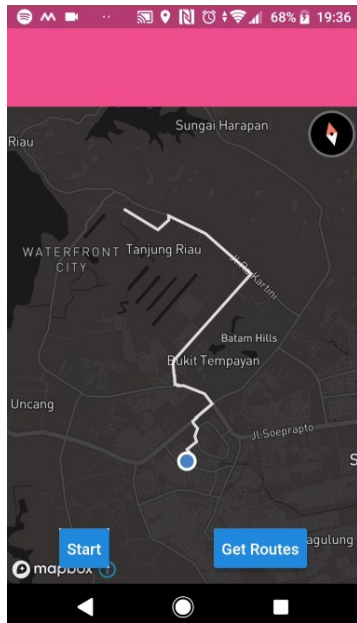 68% 19:36
Sungai Harapan
Riau
WATERFRONT
CITY
Tanjung Riau
Jl.Ra.Kartini
Batam Hills
Bukit Tempayan
Uncang
Jl.Soeprapto
S
agulung
Start
Get Routes
mapbox